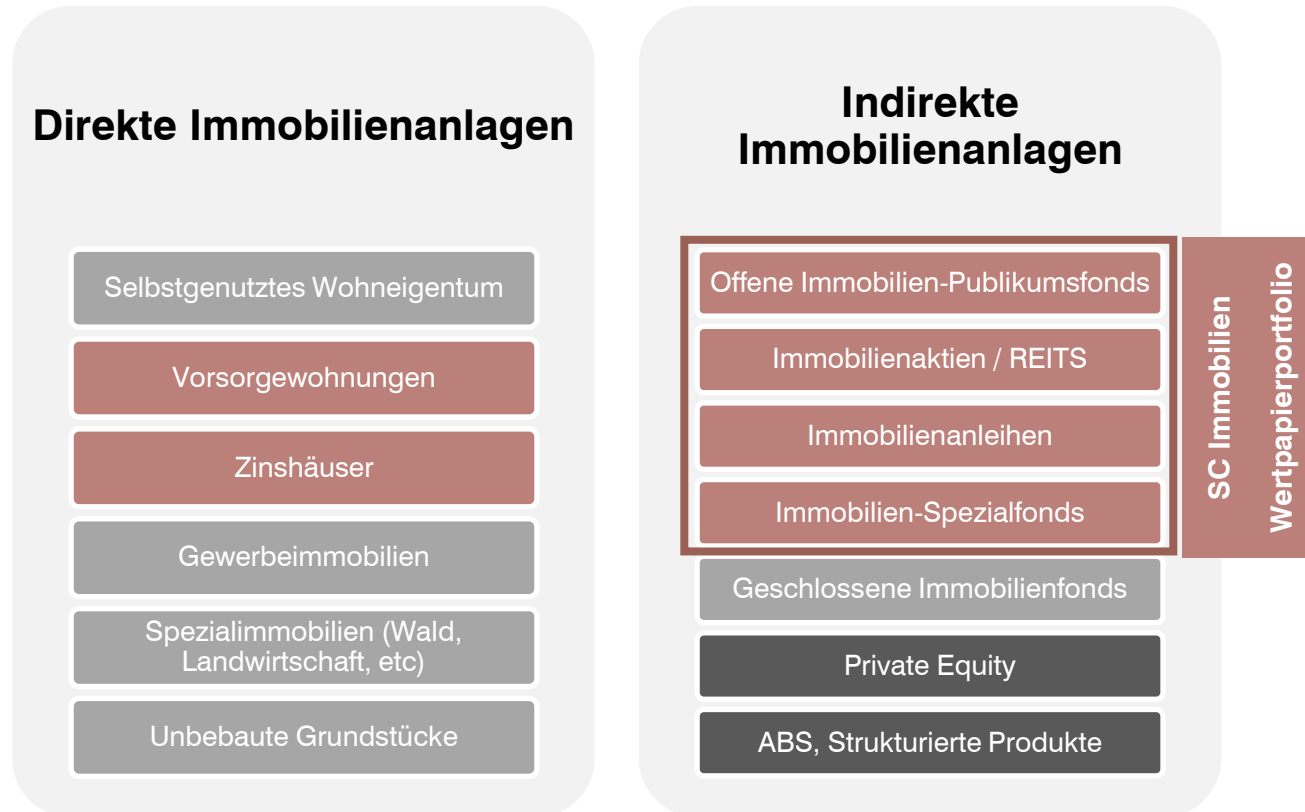 Direkte Immobilienanlagen
Selbstgenutztes Wohneigentum
Vorsorgewohnungen
Zinshäuser
Gewerbeimmobilien
Spezialimmobilien (Wald,
Landwirtschaft, etc)
Unbebaute Grundstücke
Indirekte
Immobilienanlagen
Offene Immobilien-Publikumsfonds
Immobilienaktien / REITS
Immobilienanleihen
Immobilien-Spezialfonds
Geschlossene Immobilienfonds
Private Equity
ABS, Strukturierte Produkte
SC Immobilien
Wertpapierportfolio